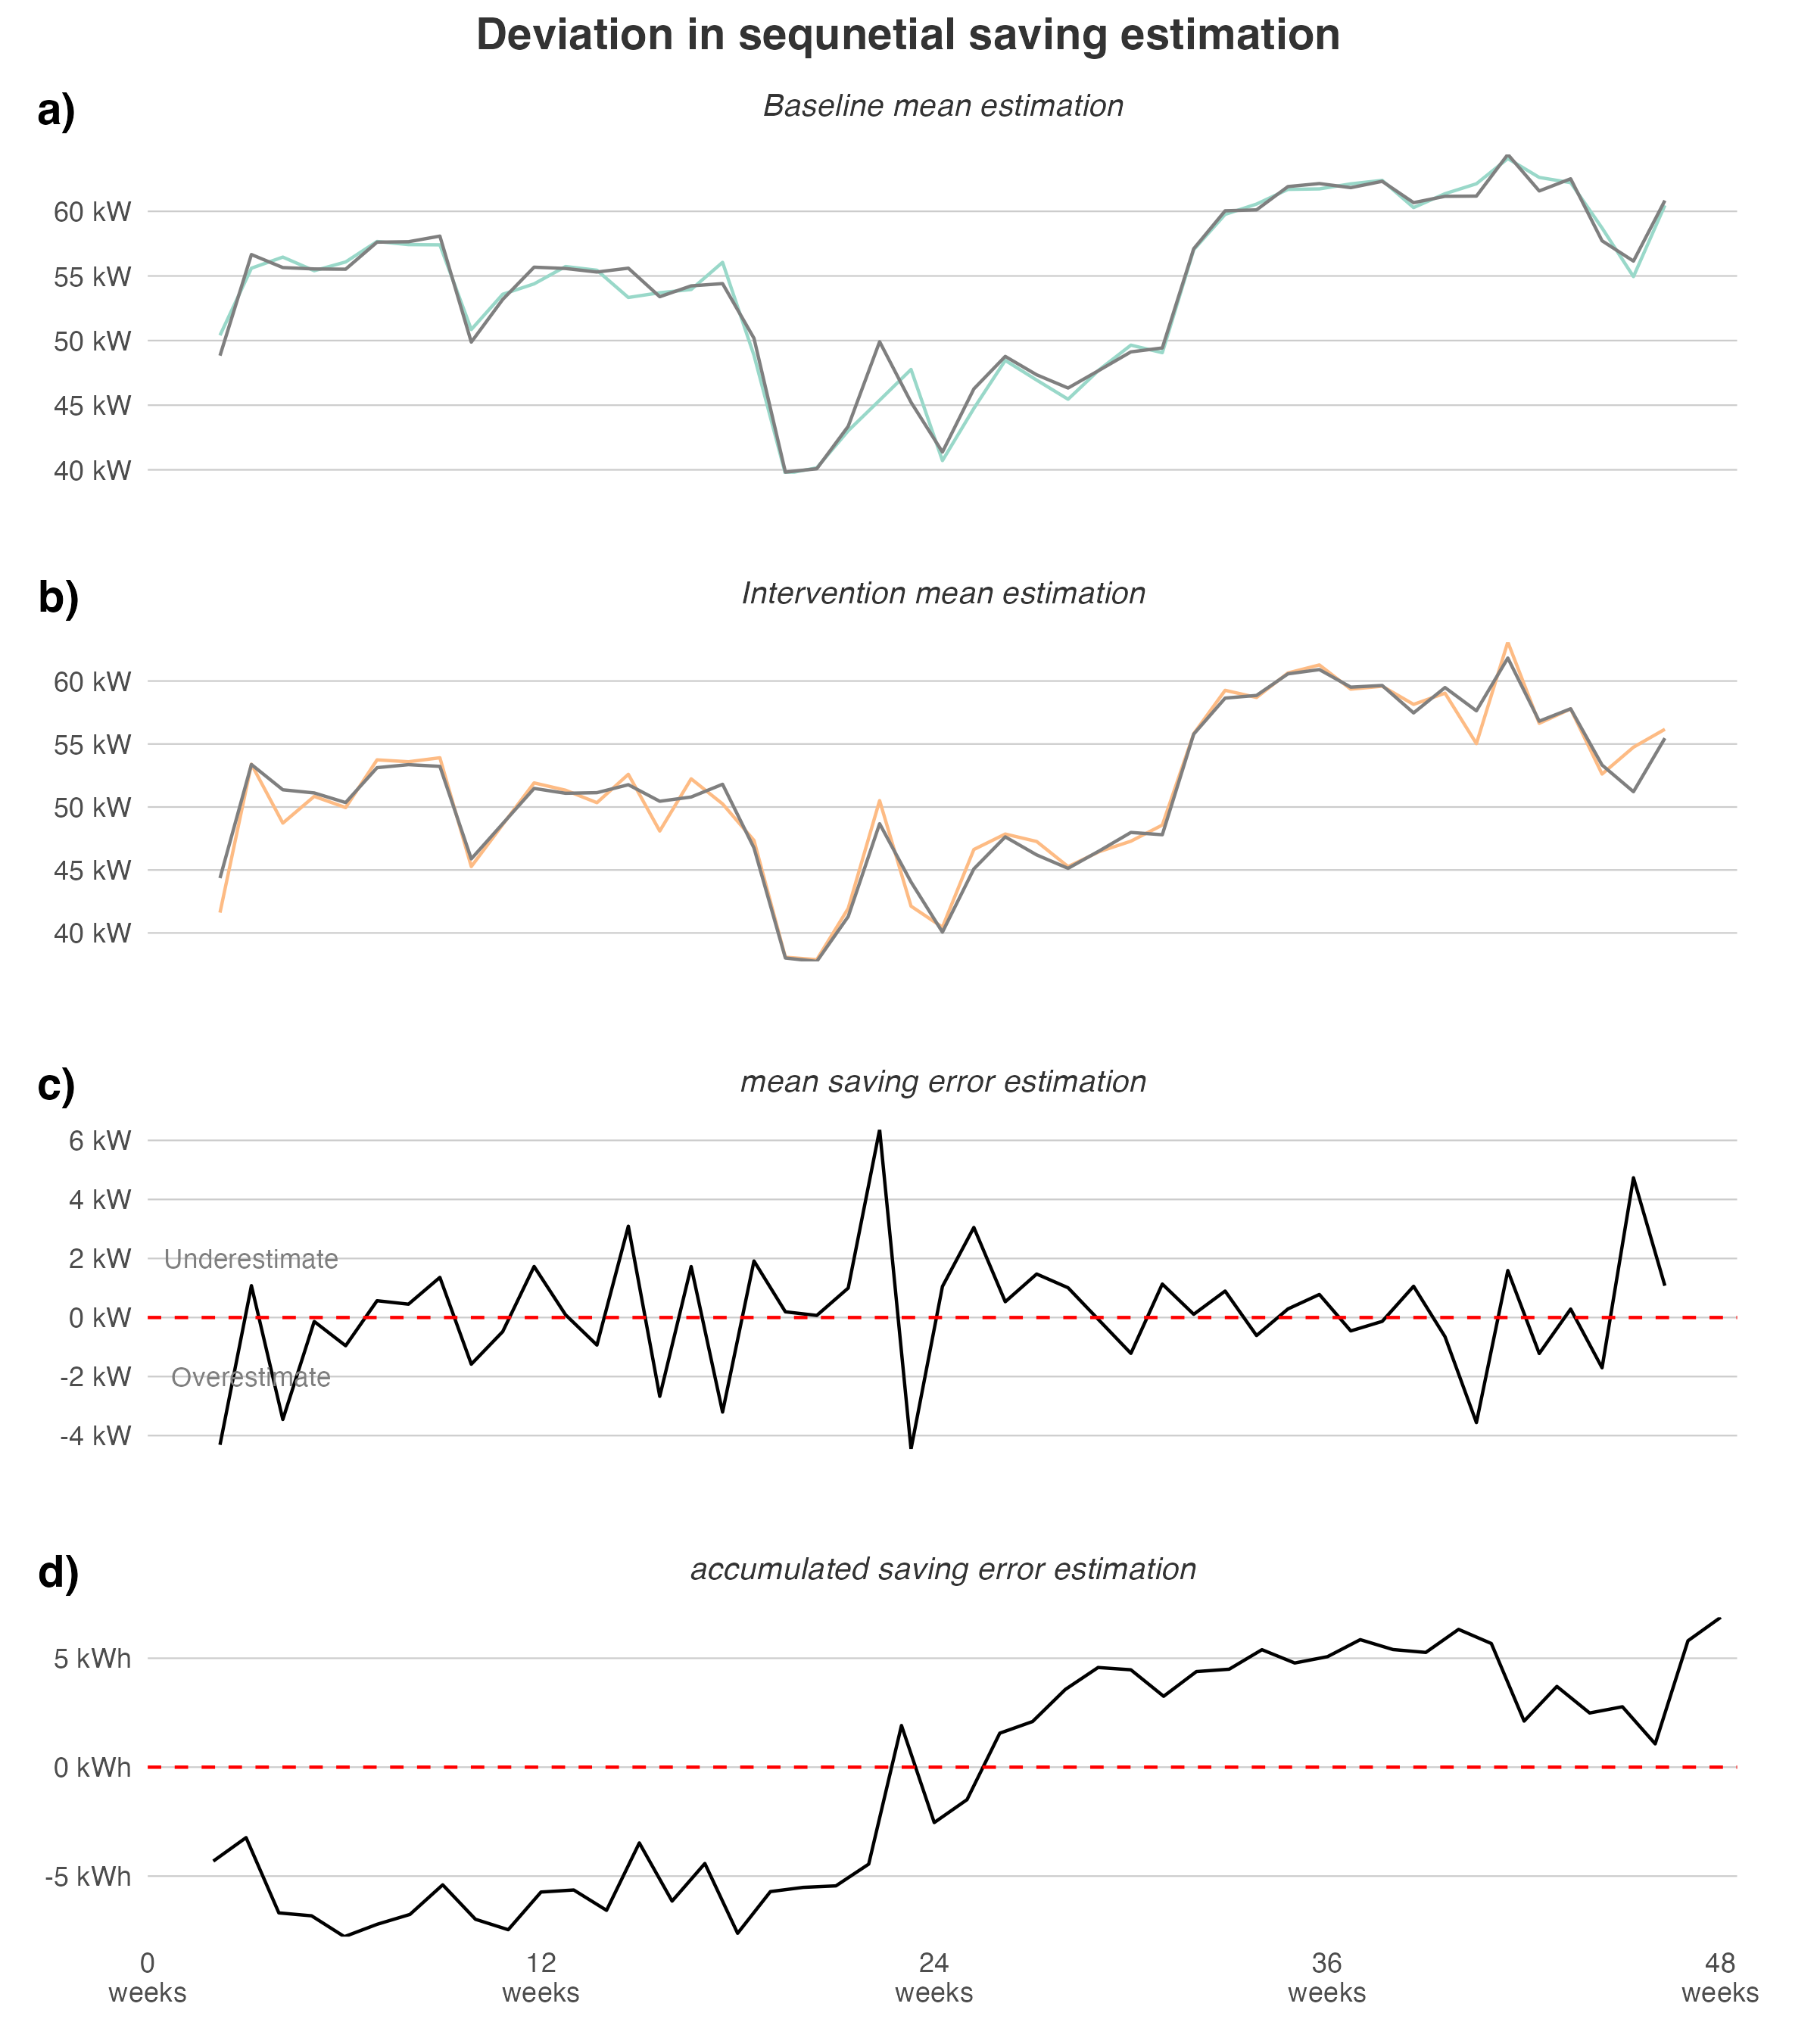 Deviation in sequnetial saving estimation
a)
Baseline mean estimation
60 kW
55 kW
50 kW
45 kW
40 kW
b)
Intervention mean estimation
60 kW
55 kW
50 kW
45 kW
40 kW
c)
mean saving error estimation
6 kW
4 kW
2 kW
Underestimate
0 kW
-2 kW
Overestimate
-4 kW
d)
accumulated saving error estimation
5 kWh
0 kWh
-5 kWh
0 12 24 36 48
weeks weeks weeks weeks weeks